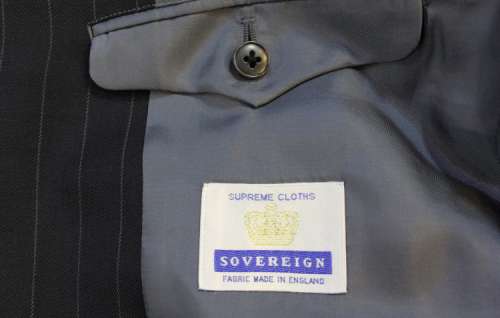 SUPREME CLOTHS
SOVEREIGN
FABRIC MADE IN ENGLAND